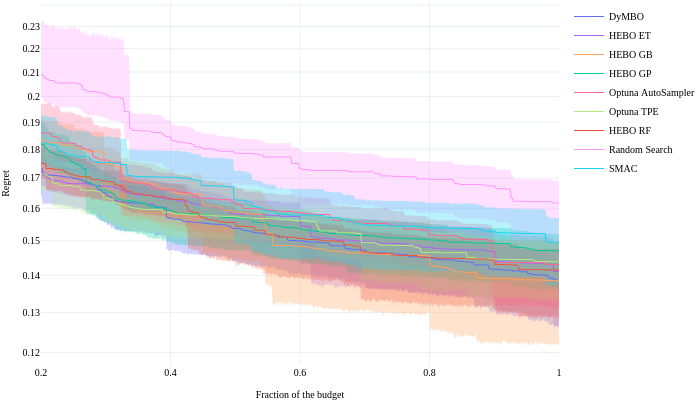 0.23
0.22
0.21
0.2
0.19
0.18
0.17
0.16
0.15
0.14
0.13
0.12
Regret
0.2
0.4
0.6
0.8
1
Fraction of the budget
DyMBO
HEBO ET
HEBO GB
HEBO GP
Optuna AutoSampler
Optuna TPE
HEBO RF
Random Search
SMAC